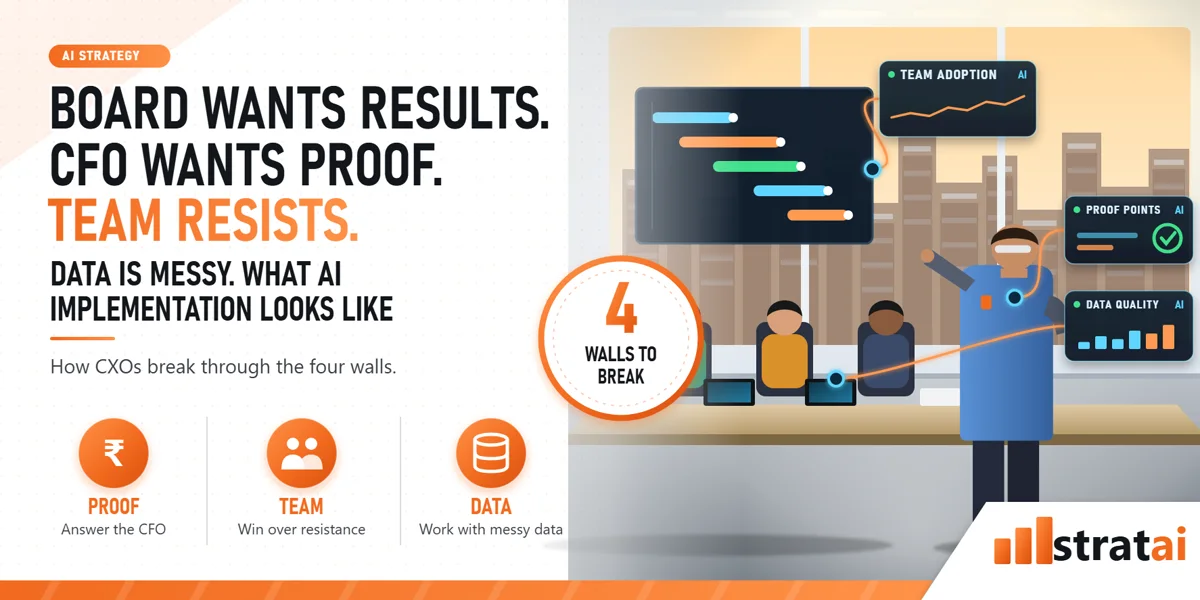 AI STRATEGY
BOARD WANTS RESULTS.
CFO WANTS PROOF.
TEAM RESISTS.
DATA IS MESSY. WHAT AI
IMPLEMENTATION LOOKS LIKE
How CXOs break through the four walls.
₹
PROOF
Answer the CFO
TEAM
Win over resistance
DATA
Work with messy data
4
WALLS TO
BREAK
TEAM ADOPTION AI
PROOF POINTS AI
DATA QUALITY AI
stratai